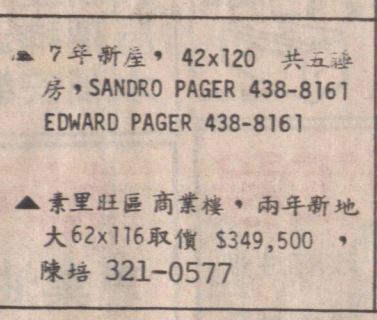 ▲ 7年新屋，42x120 共五睡
房，SANDRO PAGER 438-8161
EDWARD PAGER 438-8161
▲ 素里旺區商業樓，兩年新地
大62x116取價 $349,500 ，
陳培 321-0577